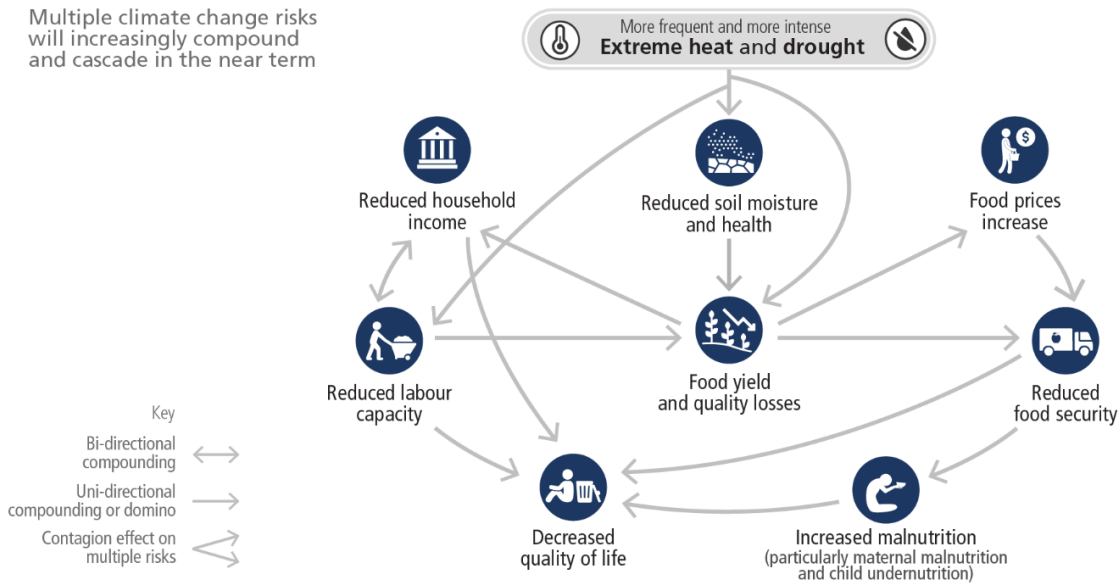 Multiple climate change risks
will increasingly compound
and cascade in the near term
More frequent and more intense
Extreme heat and drought
Reduced household
income
Reduced soil moisture
and health
$
Food prices
increase
Reduced labour
capacity
Food yield
and quality losses
Reduced
food security
Decreased
quality of life
Increased malnutrition
(particularly maternal malnutrition
and child undernutrition)
Key
Bi-directional
compounding
Uni-directional
compounding or domino
Contagion effect on
multiple risks